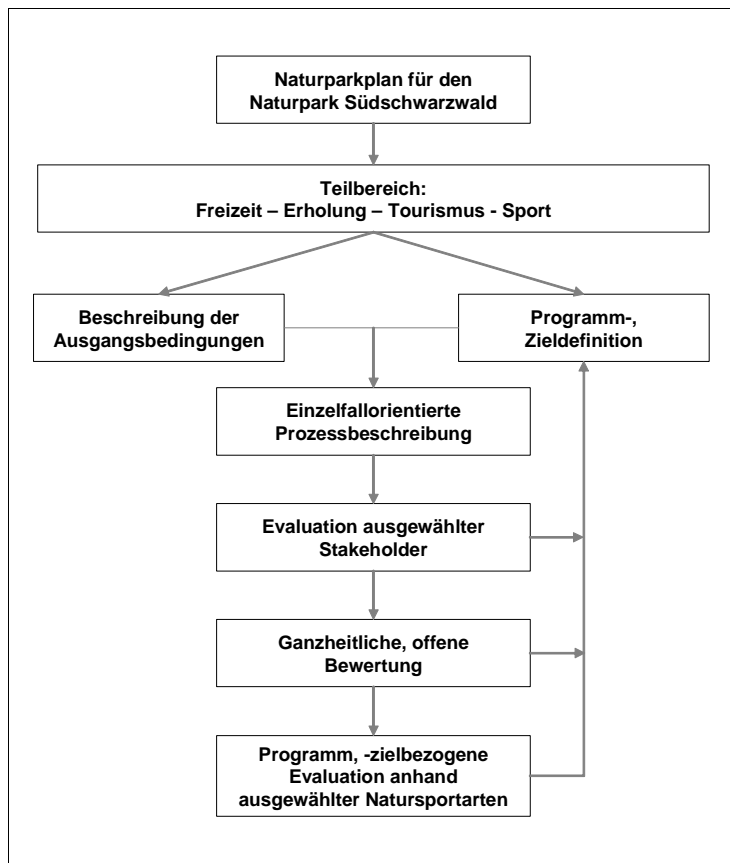 Naturparkplan für den
Naturpark Südschwarzwald
Teilbereich:
Freizeit – Erholung – Tourismus - Sport
Beschreibung der
Ausgangsbedingungen
Programm-,
Zieldefinition
Einzelfallorientierte
Prozessbeschreibung
Evaluation ausgewählter
Stakeholder
Ganzheitliche, offene
Bewertung
Programm, -zielbezogene
Evaluation anhand
ausgewählter Natursportarten